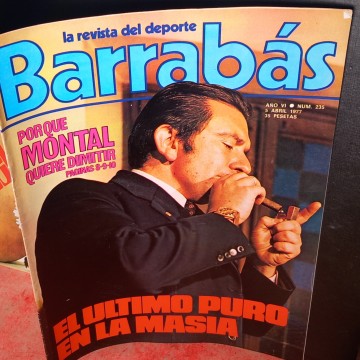 la revista del deporte
Barrabás
AÑO VI • NUM. 235
5 ABRIL 1977
35 PESETAS
POR QUE
MONTAL
QUIERE DIMITIR
PAGINAS 8-9-10
EL ULTIMO PURO
EN LA MASIA